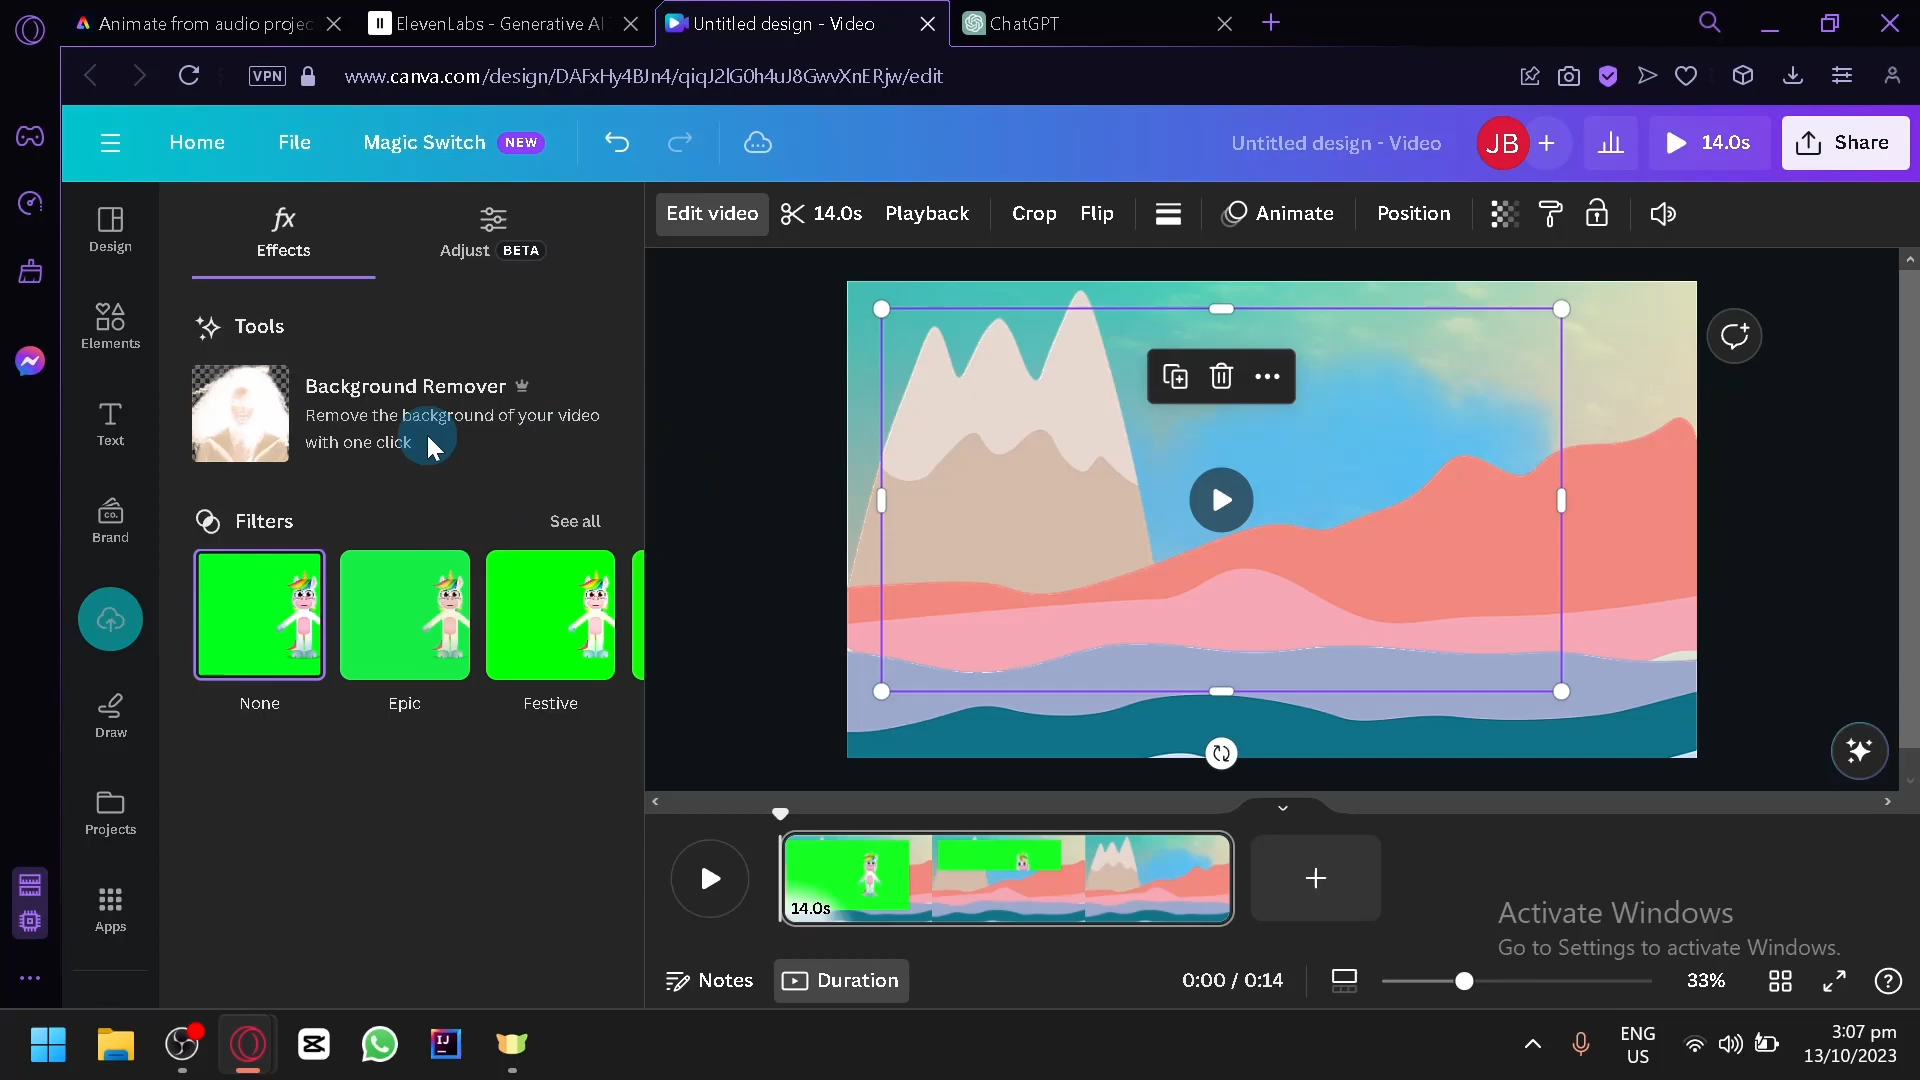 Animate from audio projec
ElevenLabs - Generative AI
Untitled design - Video
ChatGPT
VPN
www.canva.com/design/DAFxHy4BJn4/qiqJ2lG0h4uJ8GwvXnERjw/edit
Home
File
Magic Switch NEW
Untitled design - Video
JB
14.0s
Share
Design
Elements
Text
Brand
Draw
Projects
Apps
Effects
Adjust BETA
Tools
Background Remover
Remove the background of your video
with one click
Filters
See all
None
Epic
Festive
Edit video
14.0s
Playback
Crop
Flip
Animate
Position
14.0s
Activate Windows
Go to Settings to activate Windows.
Notes
Duration
0:00 / 0:14
33%
ENG
US
3:07 pm
13/10/2023